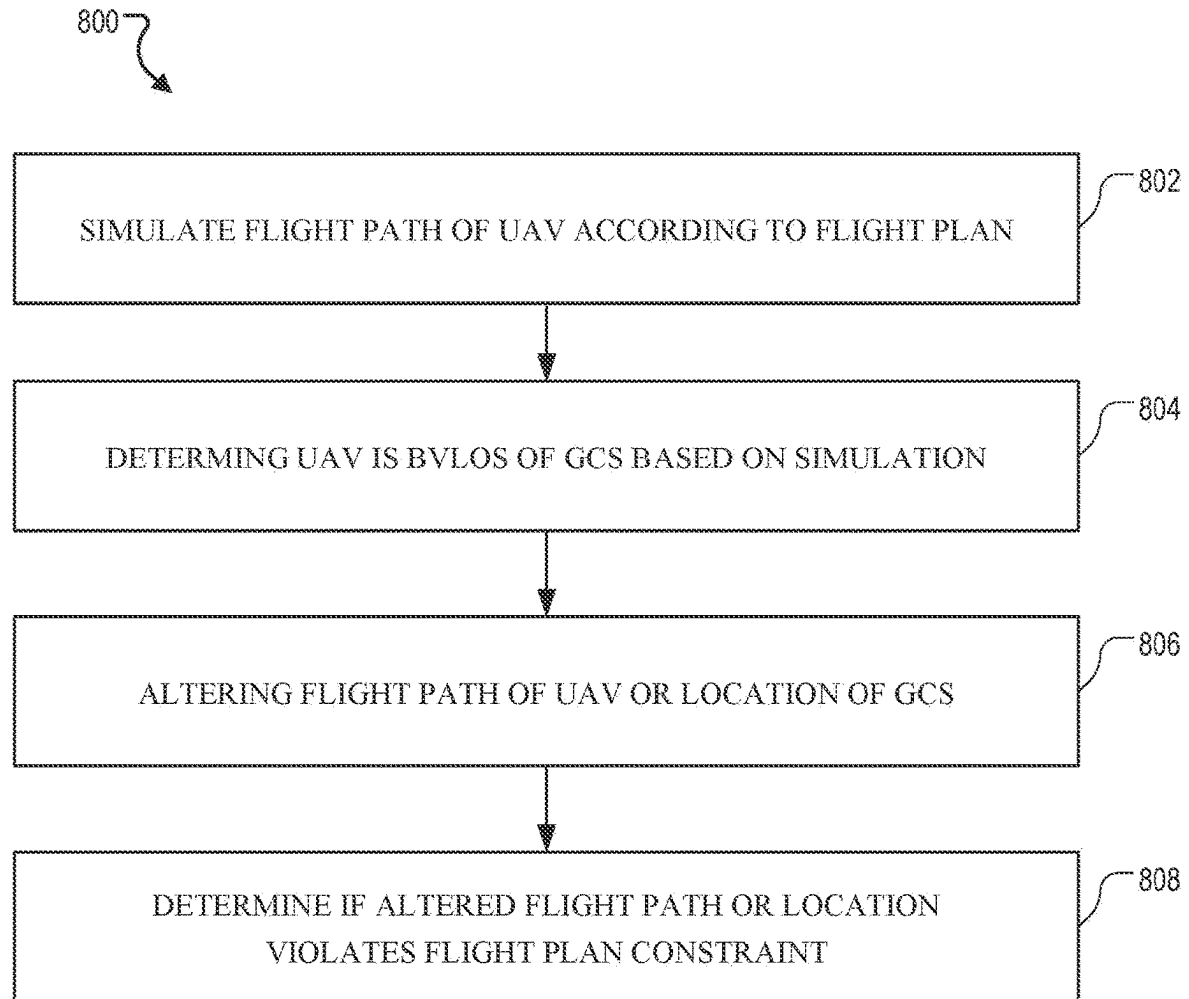 800
SIMULATE FLIGHT PATH OF UAV ACCORDING TO FLIGHT PLAN
802
DETERMING UAV IS BVLOS OF GCS BASED ON SIMULATION
804
ALTERING FLIGHT PATH OF UAV OR LOCATION OF GCS
806
DETERMINE IF ALTERED FLIGHT PATH OR LOCATION
VIOLATES FLIGHT PLAN CONSTRAINT
808